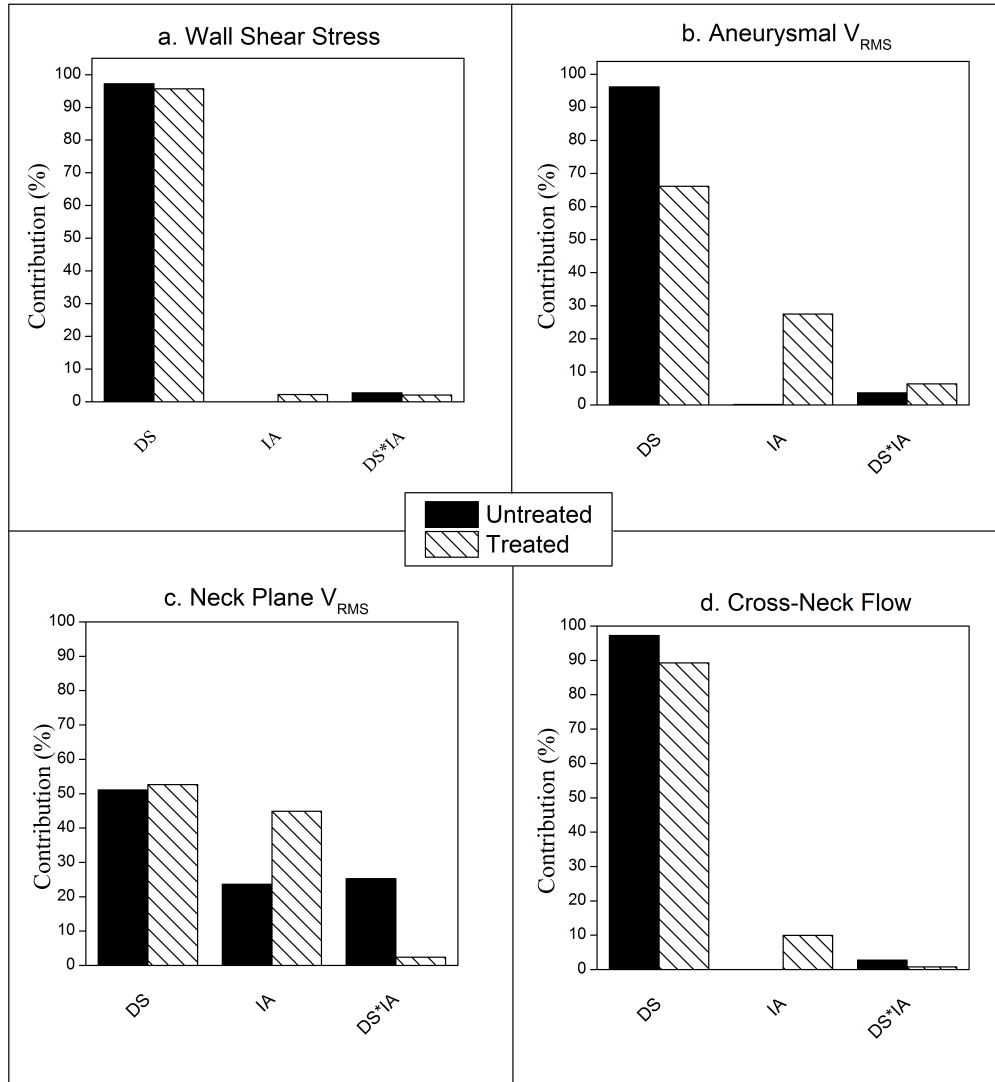 a. Wall Shear Stress
Contribution (%)
100
90
80
70
60
50
40
30
20
10
0
DS
IA
DS*IA
b. Aneurysmal V_RMS
Contribution (%)
100
90
80
70
60
50
40
30
20
10
0
DS
IA
DS*IA
Untreated
Treated
c. Neck Plane V_RMS
Contribution (%)
100
90
80
70
60
50
40
30
20
10
0
DS
IA
DS*IA
d. Cross-Neck Flow
Contribution (%)
100
90
80
70
60
50
40
30
20
10
0
DS
IA
DS*IA